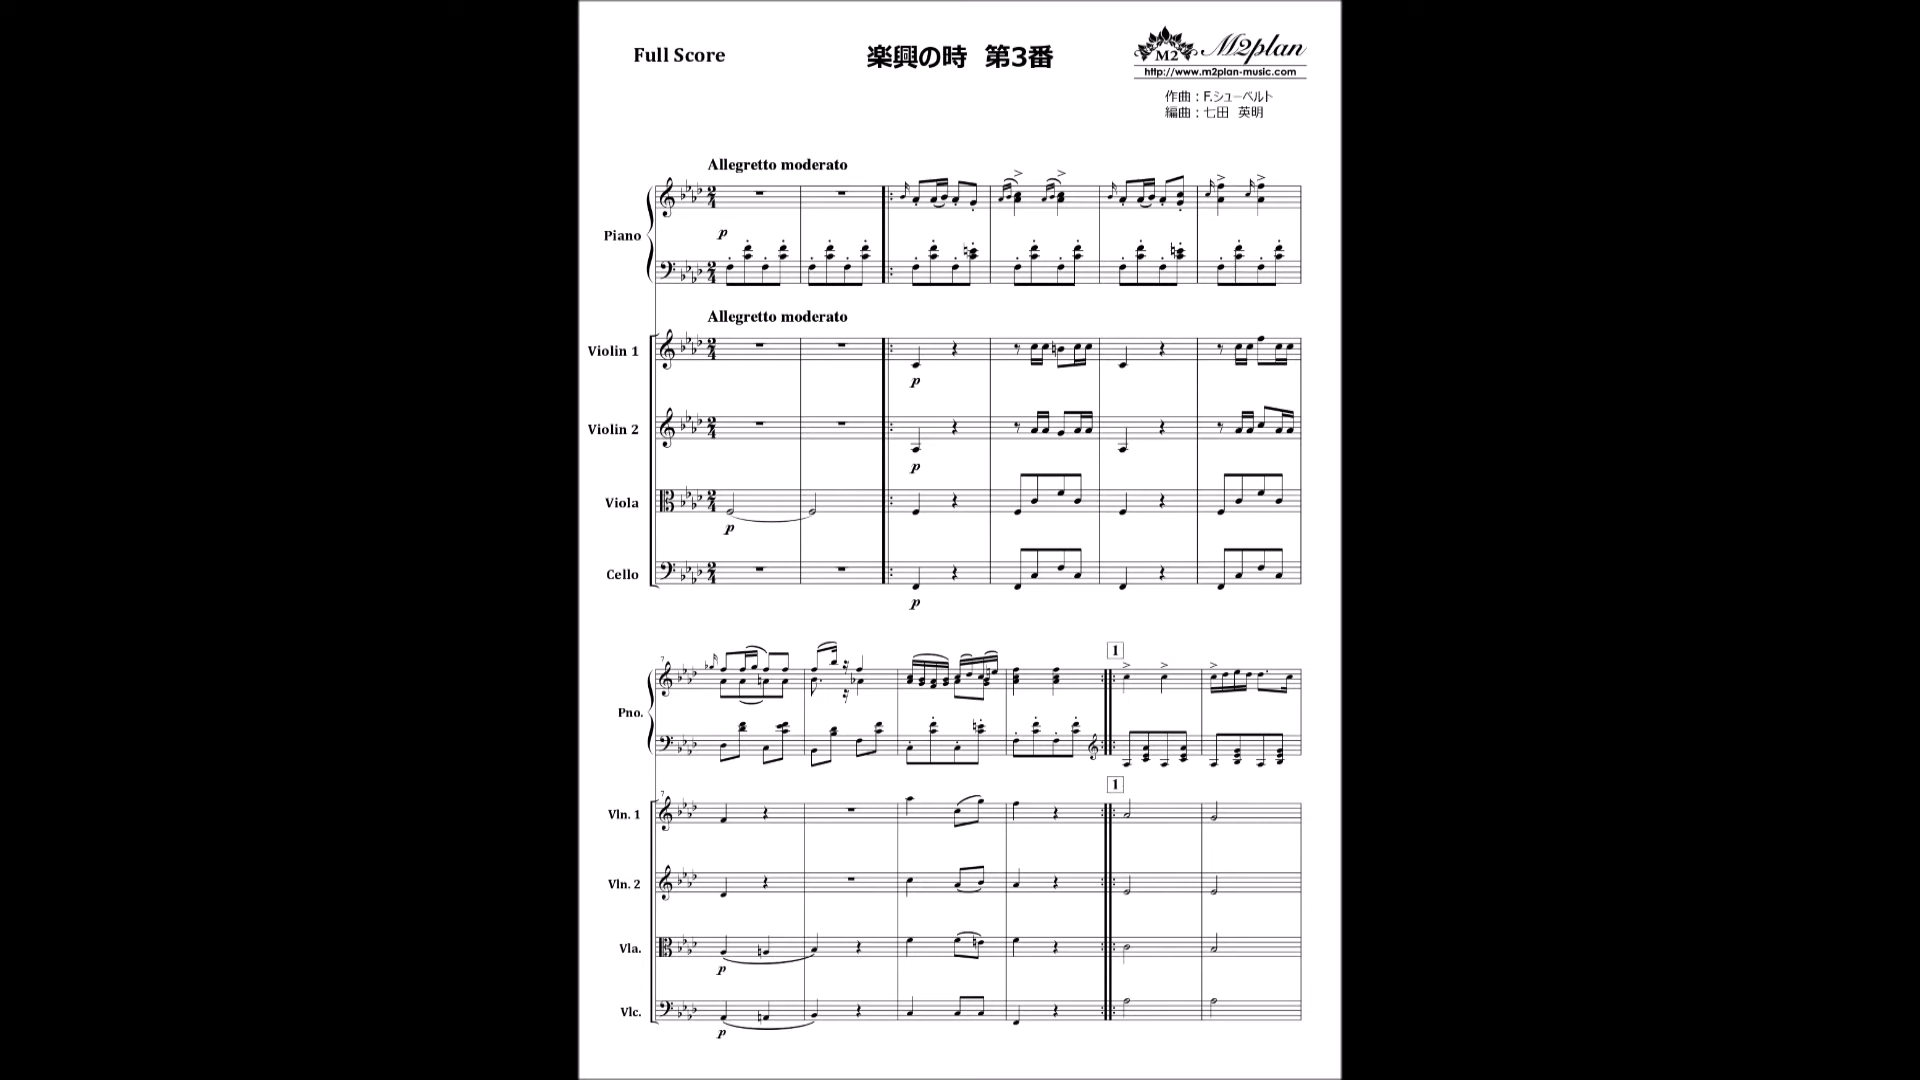 Full Score
楽興の時 第3番
M2 M2plan
http://www.m2plan-music.com
作曲：F.シューベルト
編曲：七田 英明
Allegretto moderato
Piano
p
Allegretto moderato
Violin 1
p
Violin 2
p
Viola
p
Cello
p
7
1
Pno.
7
1
Vln. 1
Vln. 2
Vla.
p
Vlc.
p